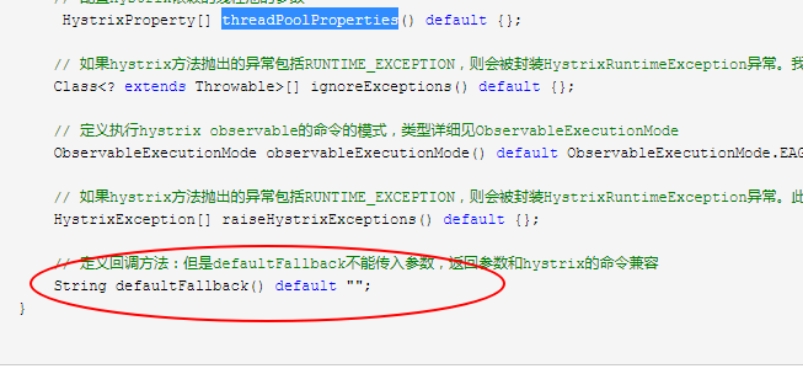 HystrixProperty[] threadPoolProperties() default {};
// 如果hystrix方法抛出的异常包括RUNTIME_EXCEPTION，则会被封装HystrixRuntimeException异常。我
Class<? extends Throwable>[] ignoreExceptions() default {};
// 定义执行hystrix observable的命令的模式，类型详细见ObservableExecutionMode
ObservableExecutionMode observableExecutionMode() default ObservableExecutionMode.EAG
// 如果hystrix方法抛出的异常包括RUNTIME_EXCEPTION，则会被封装HystrixRuntimeException异常。此
HystrixException[] raiseHystrixExceptions() default {};
// 定义回调方法：但是defaultFallback不能传入参数，返回参数和hystrix的命令兼容
String defaultFallback() default "";
}